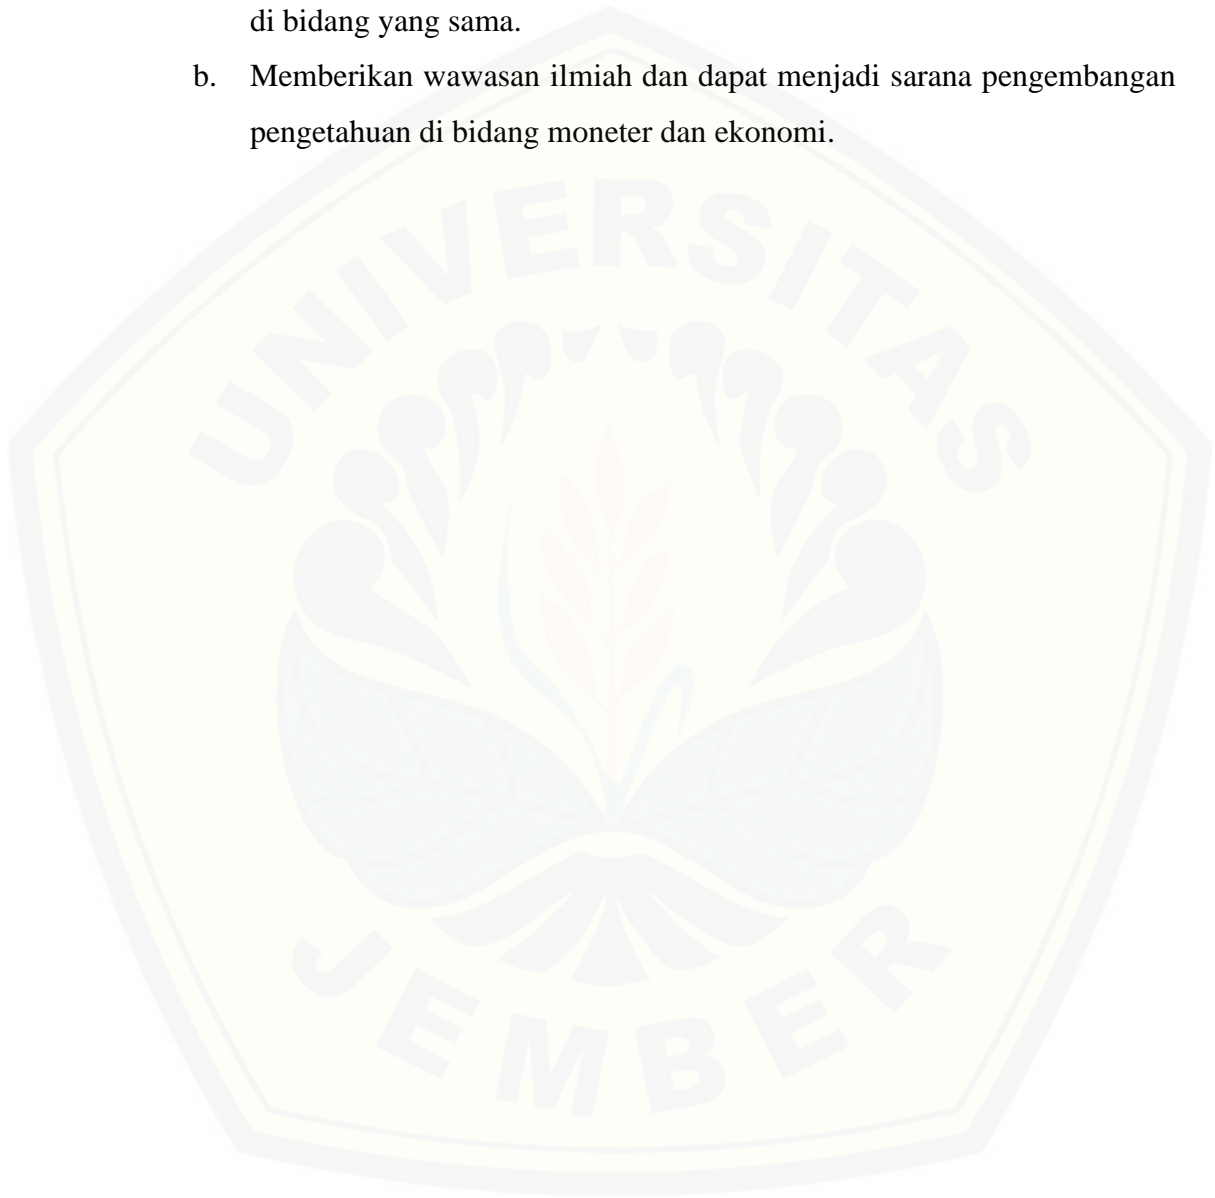 di bidang yang sama.
b. Memberikan wawasan ilmiah dan dapat menjadi sarana pengembangan
pengetahuan di bidang moneter dan ekonomi.
UNIVERSITAS
JEMBER